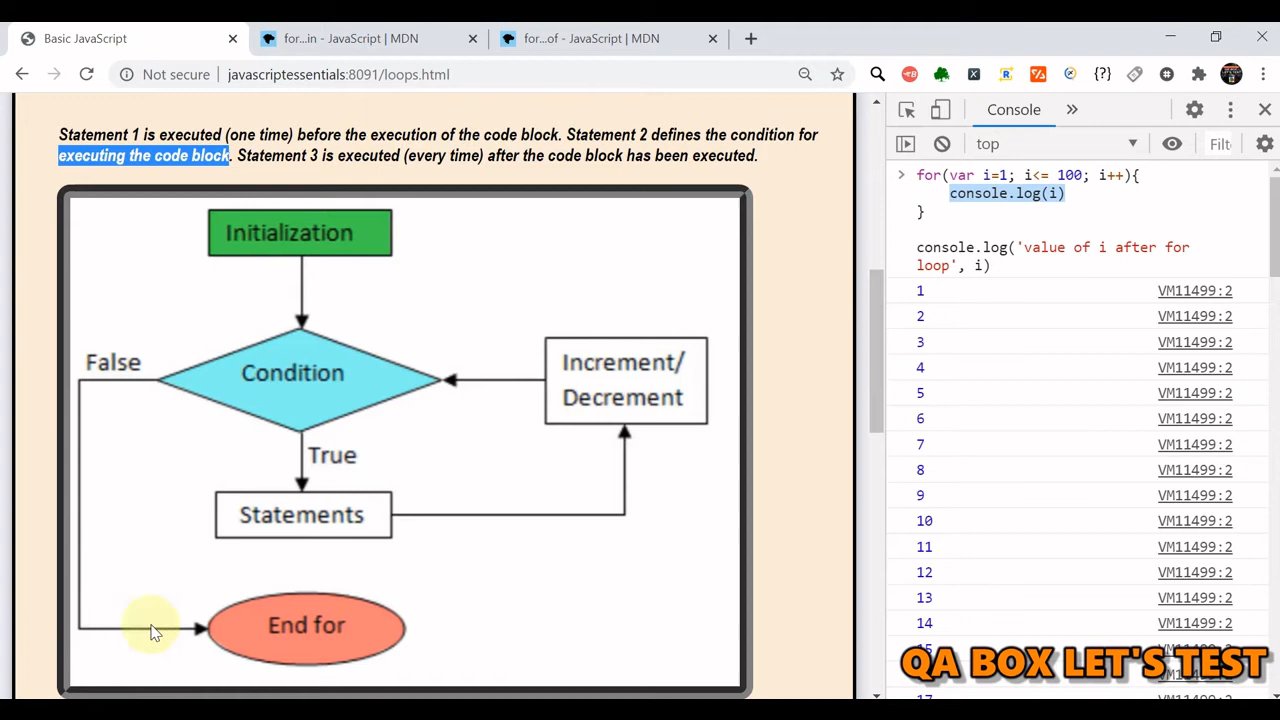 Basic JavaScript
for...in - JavaScript | MDN
for...of - JavaScript | MDN
Not secure
javascriptessentials:8091/loops.html
Statement 1 is executed (one time) before the execution of the code block. Statement 2 defines the condition for
executing the code block. Statement 3 is executed (every time) after the code block has been executed.
Initialization
False
Condition
Increment/
Decrement
True
Statements
End for
Console
top
Filt
for(var i=1; i<= 100; i++){
console.log(i)
}
console.log('value of i after for
loop', i)
1 VM11499:2
2 VM11499:2
3 VM11499:2
4 VM11499:2
5 VM11499:2
6 VM11499:2
7 VM11499:2
8 VM11499:2
9 VM11499:2
10 VM11499:2
11 VM11499:2
12 VM11499:2
13 VM11499:2
14 VM11499:2
15
17
QA BOX LET'S TEST